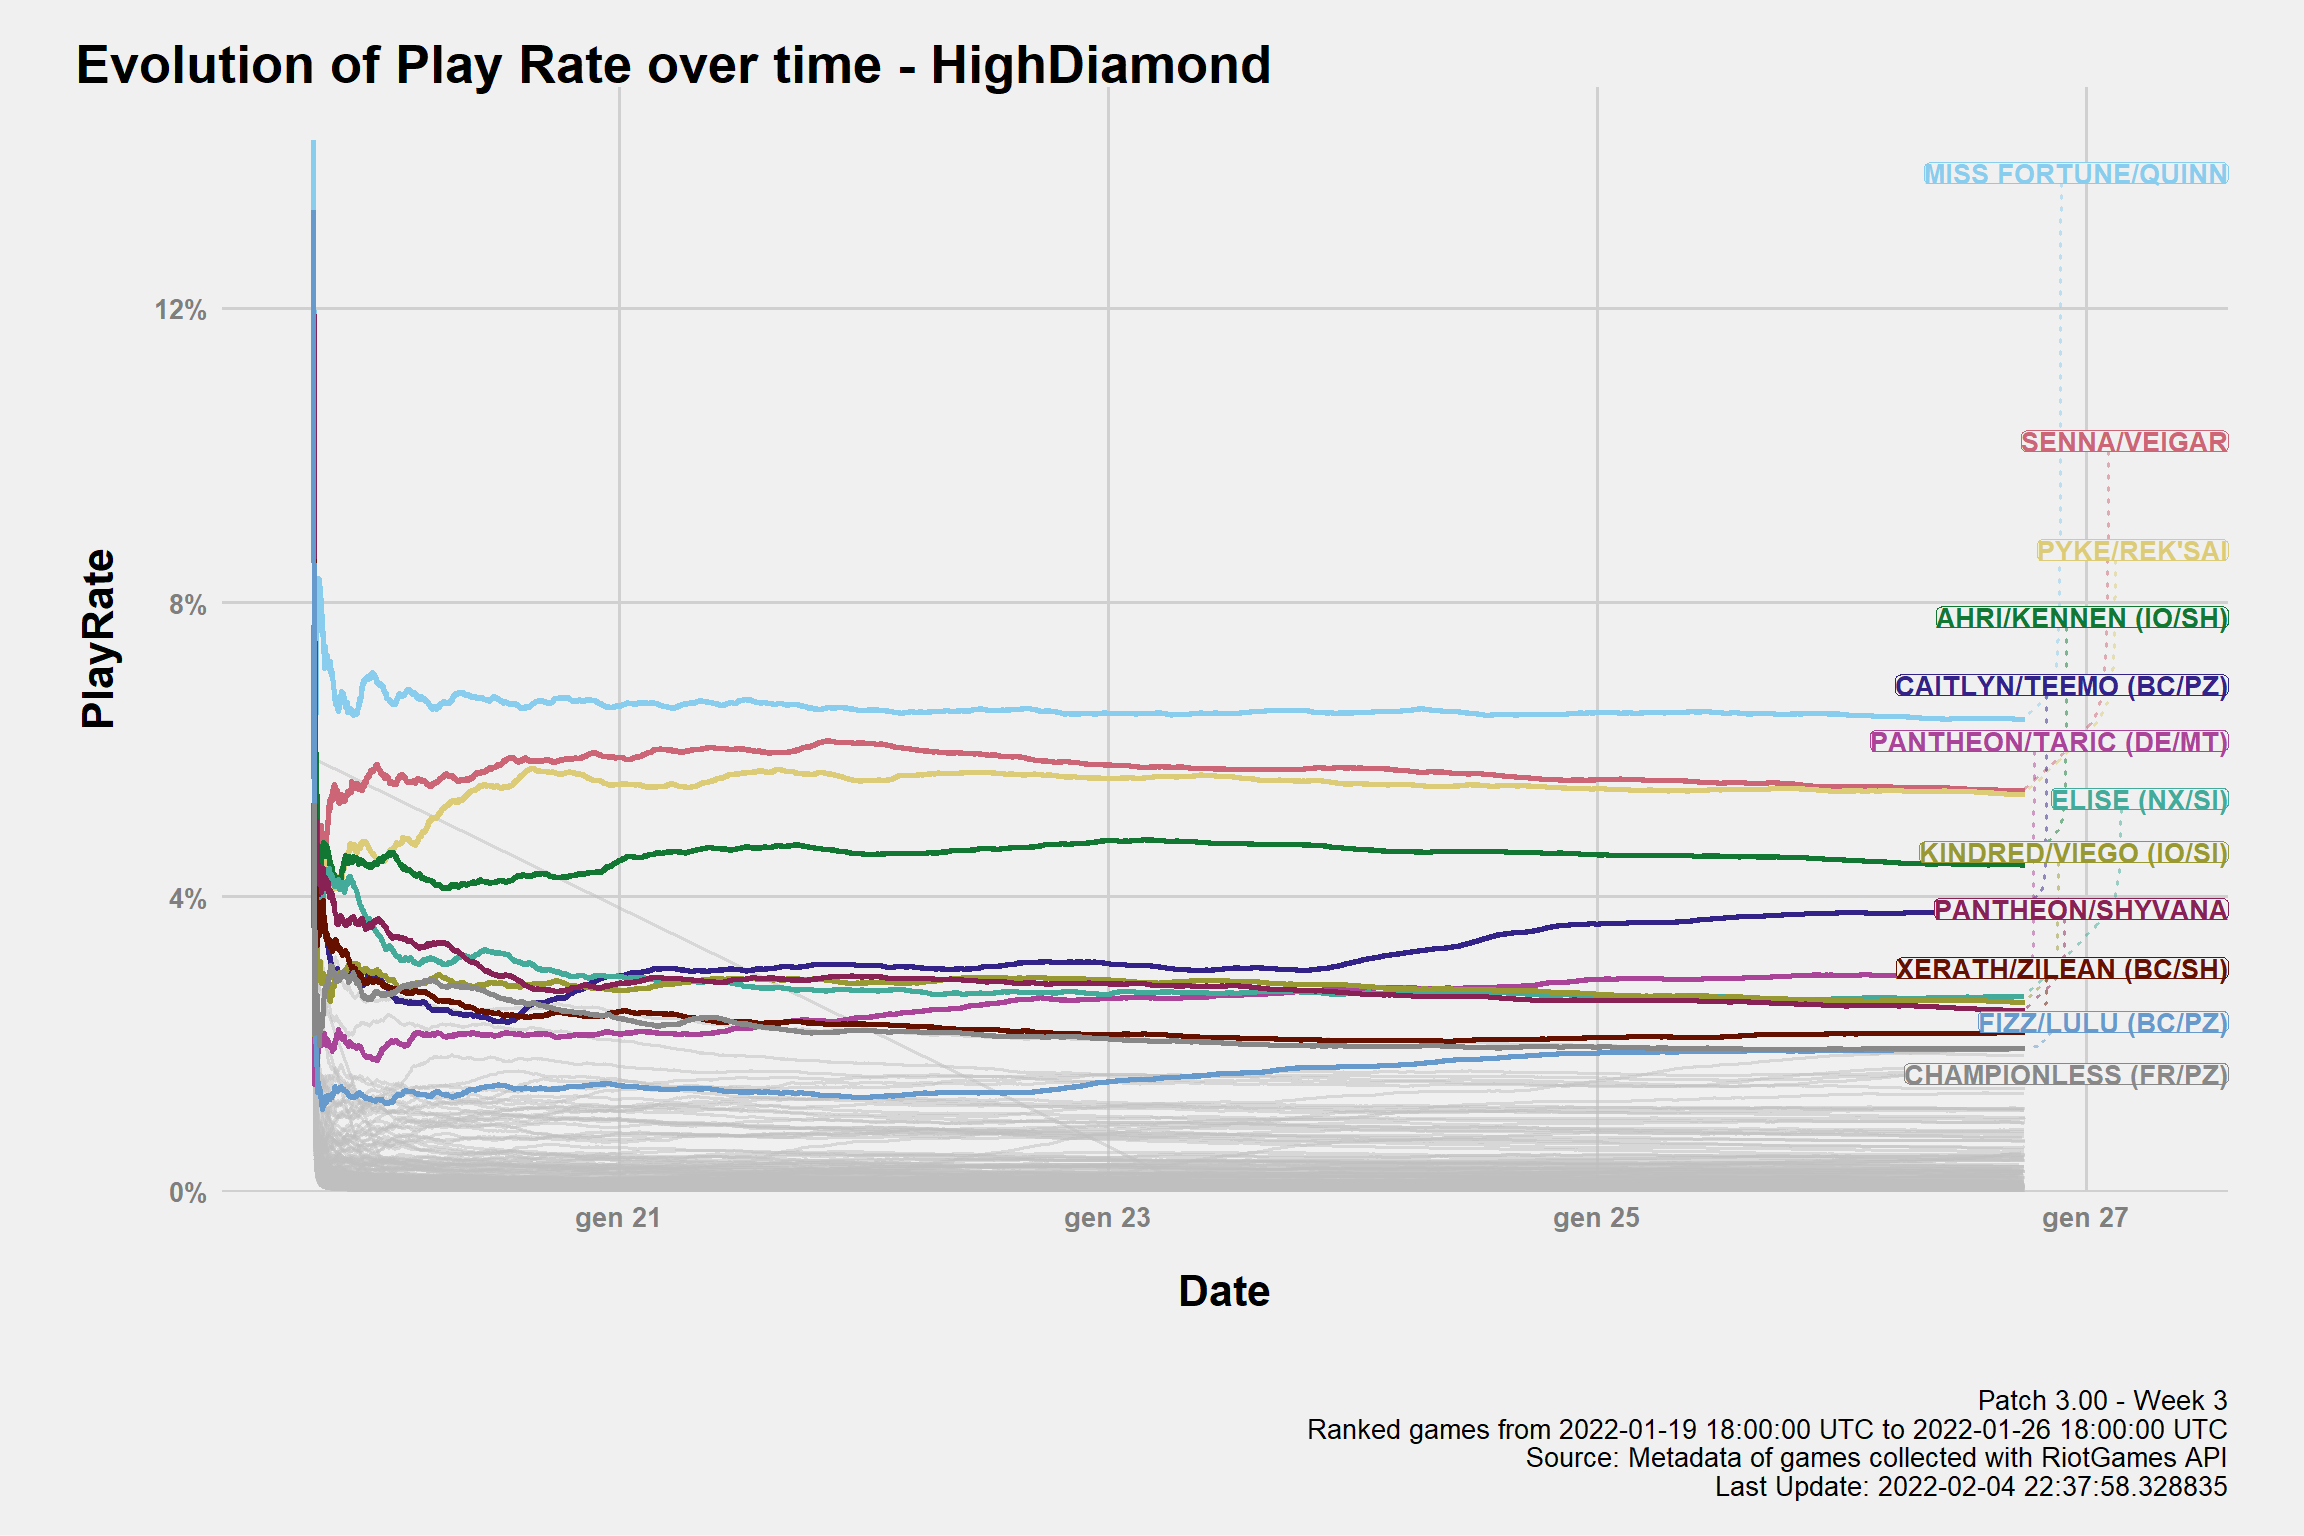 Evolution of Play Rate over time - HighDiamond
MISS FORTUNE/QUINN
12%
SENNA/VEIGAR
PYKE/REK'SAI
8%
AHRI/KENNEN (IO/SH)
CAITLYN/TEEMO (BC/PZ)
PlayRate
PANTHEON/TARIC (DE/MT)
ELISE (NX/SI)
KINDRED/VIEGO (IO/SI)
4%
PANTHEON/SHYVANA
XERATH/ZILEAN (BC/SH)
FIZZ/LULU (BC/PZ)
CHAMPIONLESS (FR/PZ)
0%
gen 21 gen 23 gen 25 gen 27
Date
Patch 3.00 - Week 3
Ranked games from 2022-01-19 18:00:00 UTC to 2022-01-26 18:00:00 UTC
Source: Metadata of games collected with RiotGames API
Last Update: 2022-02-04 22:37:58.328835